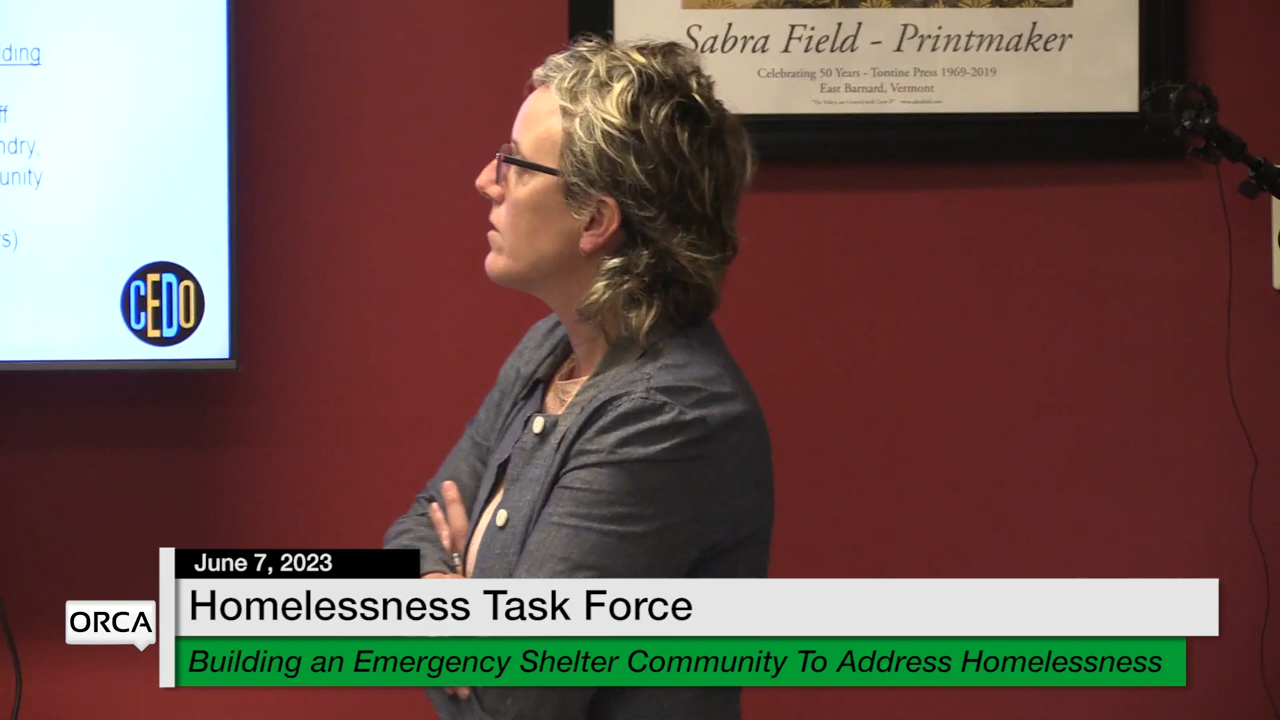 ding
ff
ndry,
unity
s)
CEDO
Sabra Field - Printmaker
Celebrating 50 Years - Tontine Press 1969-2019
East Barnard, Vermont
June 7, 2023
Homelessness Task Force
ORCA
Building an Emergency Shelter Community To Address Homelessness